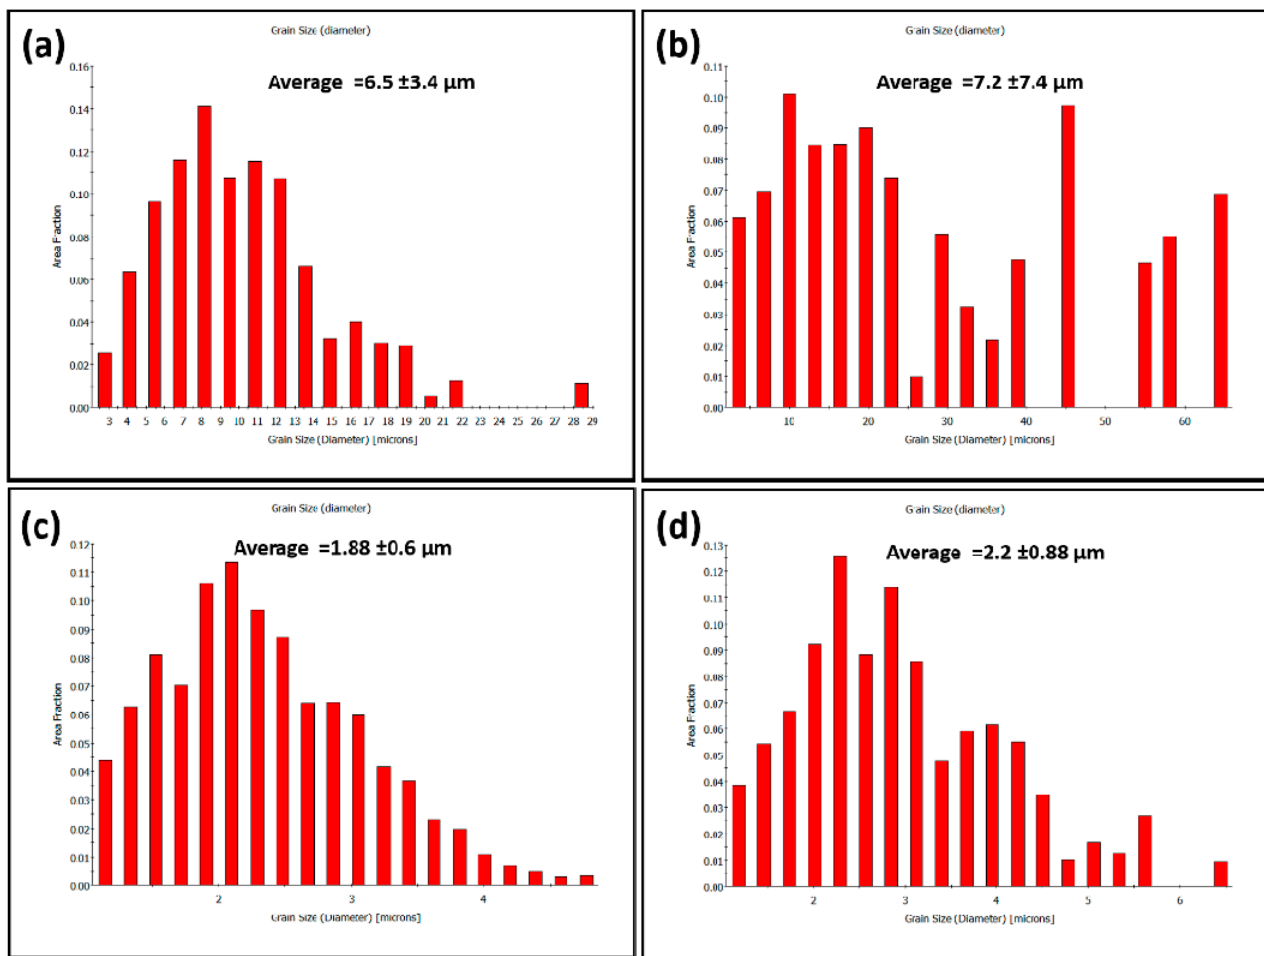 (a)
Grain Size (diameter)
Average =6.5 ±3.4 µm
0.16
0.14
0.12
0.10
0.08
0.06
0.04
0.02
0.00
Area Fraction
3 4 5 6 7 8 9 10 11 12 13 14 15 16 17 18 19 20 21 22 23 24 25 26 27 28 29
Grain Size (Diameter) [microns]
(b)
Grain Size (diameter)
Average =7.2 ±7.4 µm
0.11
0.10
0.09
0.08
0.07
0.06
0.05
0.04
0.03
0.02
0.01
0.00
Area Fraction
10 20 30 40 50 60
Grain Size (Diameter) [microns]
(c)
Grain Size (diameter)
Average =1.88 ±0.6 µm
0.12
0.11
0.10
0.09
0.08
0.07
0.06
0.05
0.04
0.03
0.02
0.01
0.00
Area Fraction
2 3 4
Grain Size (Diameter) [microns]
(d)
Grain Size (diameter)
Average =2.2 ±0.88 µm
0.13
0.12
0.11
0.10
0.09
0.08
0.07
0.06
0.05
0.04
0.03
0.02
0.01
0.00
Area Fraction
2 3 4 5 6
Grain Size (Diameter) [microns]